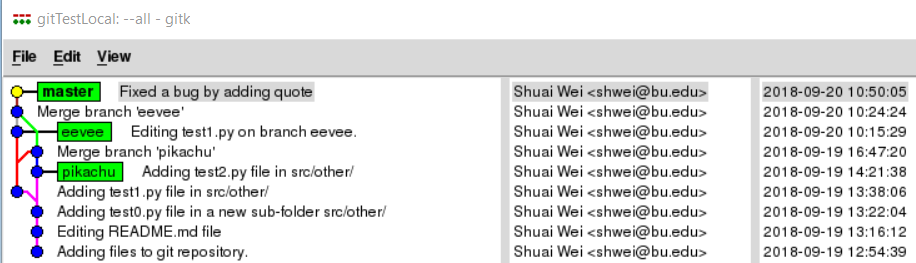 gitTestLocal: --all - gitk
File Edit View
master Fixed a bug by adding quote Shuai Wei <shwei@bu.edu> 2018-09-20 10:50:05
Merge branch 'eevee' Shuai Wei <shwei@bu.edu> 2018-09-20 10:24:24
eevee Editing test1.py on branch eevee. Shuai Wei <shwei@bu.edu> 2018-09-20 10:15:29
Merge branch 'pikachu' Shuai Wei <shwei@bu.edu> 2018-09-19 16:47:20
pikachu Adding test2.py file in src/other/ Shuai Wei <shwei@bu.edu> 2018-09-19 14:21:38
Adding test1.py file in src/other/ Shuai Wei <shwei@bu.edu> 2018-09-19 13:38:06
Adding test0.py file in a new sub-folder src/other/ Shuai Wei <shwei@bu.edu> 2018-09-19 13:22:04
Editing README.md file Shuai Wei <shwei@bu.edu> 2018-09-19 13:16:12
Adding files to git repository. Shuai Wei <shwei@bu.edu> 2018-09-19 12:54:39